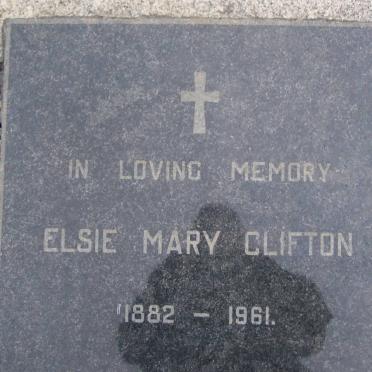 IN LOVING MEMORY
ELSIE MARY CLIFTON
1882 – 1961.